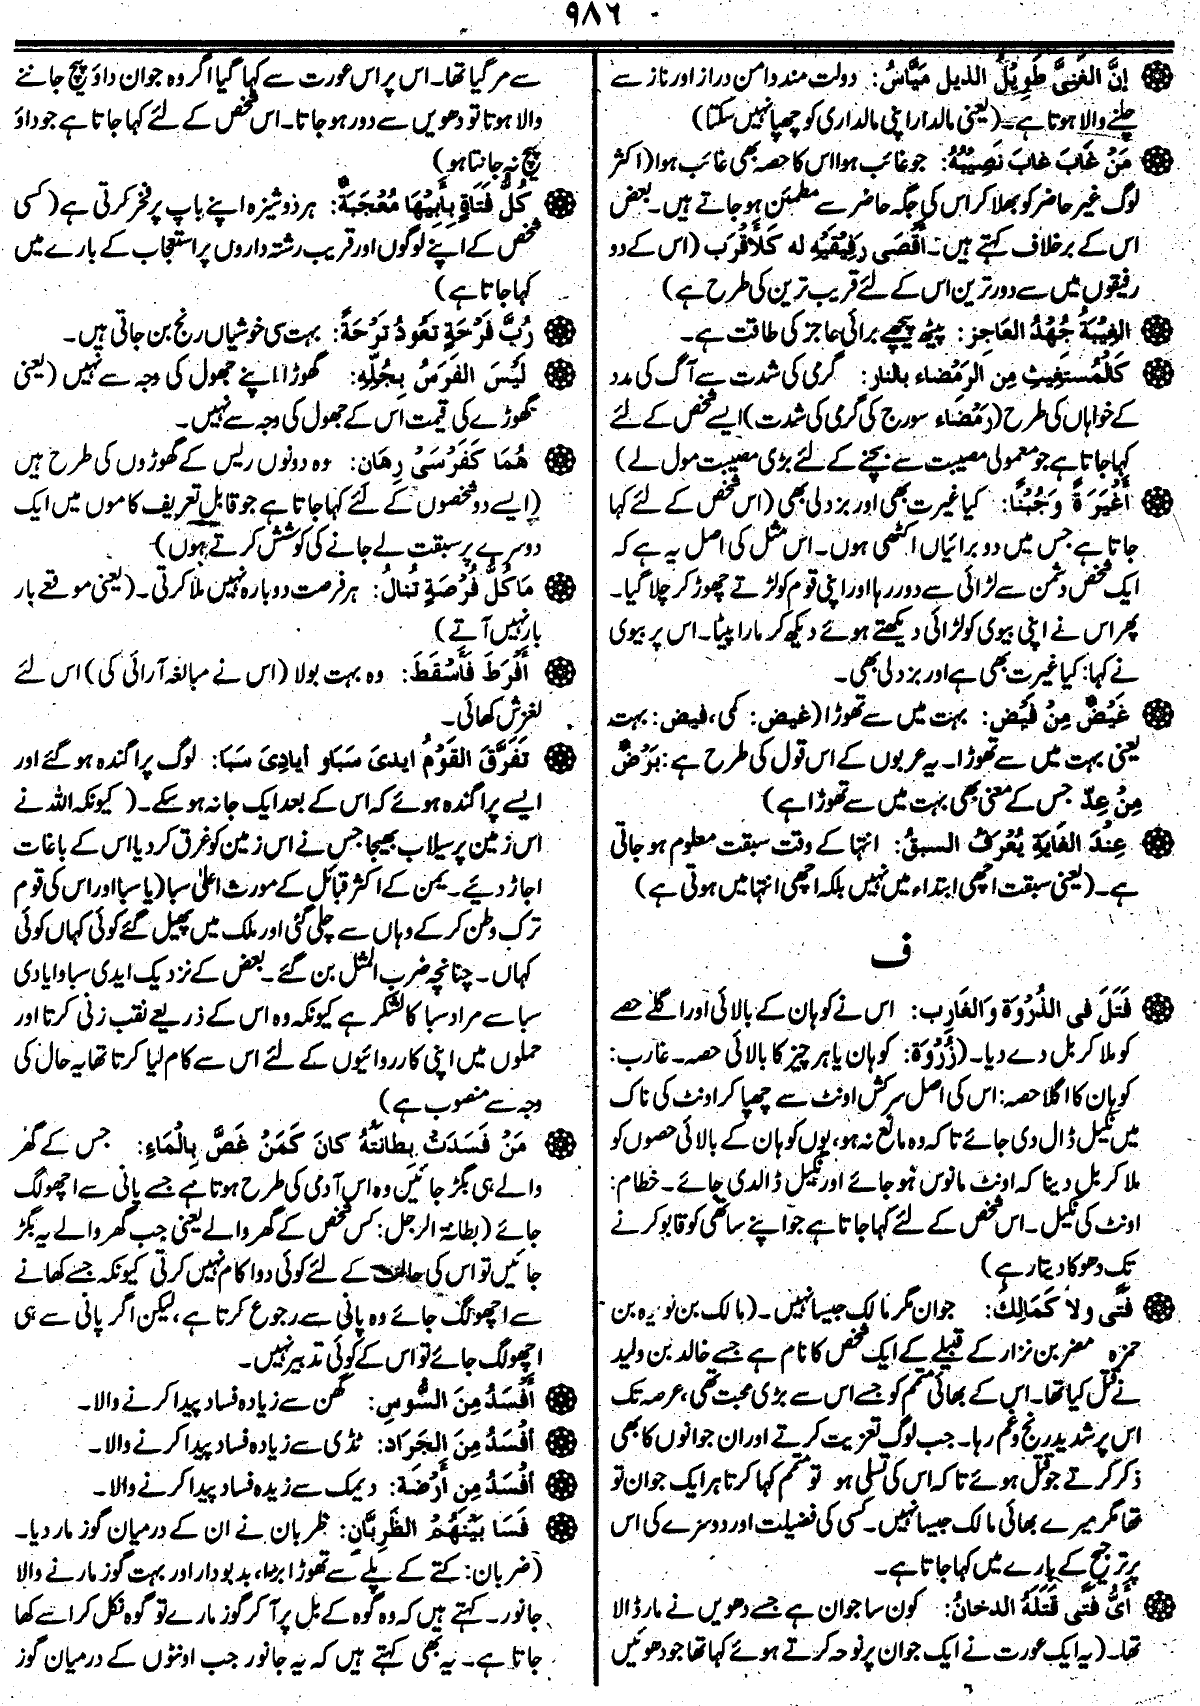 ۹۸۶
إِنَّ الغَنِیَّ طَوِيْلُ الذيل مَيَّاسٌ: دولت مند دامن دراز اور ناز سے
چلنے والا ہوتا ہے۔ (یعنی مالدار اپنی مالداری کو چھپا نہیں سکتا)
مَنْ غَابَ غَابَ نَصِيْبُهُ: جو غائب ہوا اس کا حصہ بھی غائب ہوا (اکثر
لوگ غیر حاضر کو بھلا کر اس کی جگہ حاضر سے مطمئن ہو جاتے ہیں۔ بعض
اس کے برخلاف کہتے ہیں۔ أَقْصَی رَفِيْقَيْهِ له کَالأَقْرَب (اس کے دو
رفیقوں میں سے دور ترین اس کے لئے قریب ترین کی طرح ہے)
الغِيْبَةُ جُهْدُ العَاجِز: پیٹھ پیچھے برائی عاجز کی طاقت ہے۔
کَالْمُسْتَغِيْثِ مِن الرَمْضَاء بالنار: گرمی کی شدت سے آگ کی مدد
کے خواہاں کی طرح (رَمْضَاء سورج کی گرمی کی شدت) ایسے شخص کے لئے
کہا جاتا ہے جو معمولی مصیبت سے بچنے کے لئے بڑی مصیبت مول لے)
أَغَيْرَةً وَجُبْنًا: کیا غیرت بھی اور بزدلی بھی (اس شخص کے لئے کہا
جاتا ہے جس میں دو برائیاں اکٹھی ہوں۔ اس مثل کی اصل یہ ہے کہ
ایک شخص دشمن سے لڑائی سے دور رہا اور اپنی قوم کو لڑتے چھوڑ کر چلا گیا۔
پھر اس نے اپنی بیوی کو لڑائی دیکھتے ہوئے دیکھ کر مارا پیٹا۔ اس پر بیوی
نے کہا: کیا غیرت بھی ہے اور بزدلی بھی۔
غَيْضٌ مِنْ فَيْض: بہت میں سے تھوڑا (غیض: کمی، فیض: بہت
یعنی بہت میں سے تھوڑا۔ یہ عربوں کے اس قول کی طرح ہے: بَرْضٌ
مِنْ عِدّ جس کے معنی بھی بہت میں سے تھوڑا ہے)
عِنْدَ الغَايَةِ يُعْرَفُ السبقُ: انتہا کے وقت سبقت معلوم ہو جاتی
ہے۔ (یعنی سبقت اچھی ابتداء میں نہیں بلکہ اچھی انتہا میں ہوتی ہے)
ف
فَتَلَ فی الذُرْوَة وَالغَارِب: اس نے کوہان کے بالائی اور اگلے حصے
کو ملا کر بل دے دیا۔ (ذُرْوَة: کوہان یا ہر چیز کا بالائی حصہ۔ غارب:
کوہان کا اگلا حصہ: اس کی اصل سرکش اونٹ سے چھپا کر اونٹ کی ناک
میں نکیل ڈال دی جائے تاکہ وہ مانع نہ ہو، یوں کوہان کے بالائی حصوں کو
ملا کر بل دینا کہ اونٹ مانوس ہو جائے اور نکیل ڈالدی جائے۔ خطام:
اونٹ کی نکیل۔ اس شخص کے لئے کہا جاتا ہے جو اپنے ساتھی کو قابو کرنے
تک دھوکا دیتا رہے)
فَتًی ولا کَمَالِك: جوان مگر مالک جیسا نہیں۔ (مالک بن نویرہ بن
حمزہ مضر بن نزار کے قبیلے کے ایک شخص کا نام ہے جسے خالد بن ولید
نے قتل کیا تھا۔ اس کے بھائی متمم کو جسے اس سے بڑی محبت تھی، عرصہ تک
اس پر شدید رنج و غم رہا۔ جب لوگ تعزیت کرتے اور ان جوانوں کا بھی
ذکر کرتے جو قتل ہوئے تاکہ اس کی تسلی ہو تو متمم کہا کرتا ہر ایک جوان تو
تھا مگر میرے بھائی مالک جیسا نہیں۔ کسی کی فضیلت اور دوسرے کی اس
پر ترجیح کے بارے میں کہا جاتا ہے۔
أیُّ فَتًی قَتَلَهُ الدخانُ: کون سا جوان ہے جسے دھویں نے مار ڈالا
تھا۔ (یہ ایک عورت نے ایک جوان پر نوحہ کرتے ہوئے کہا تھا جو دھوئیں
سے مر گیا تھا۔ اس پر اس عورت سے کہا گیا اگر وہ جوان داؤ پیچ جاننے
والا ہوتا تو دھویں سے دور ہو جاتا۔ اس شخص کے لئے کہا جاتا ہے جو داؤ
پیچ نہ جانتا ہو)
کُلُّ فَتَاةٍ بِأَبِيْهَا مُعْجَبَةٌ: ہر دوشیزہ اپنے باپ پر فخر کرتی ہے (کسی
شخص کے اپنے لوگوں اور قریب رشتہ داروں پر استعجاب کے بارے میں
کہا جاتا ہے)
رُبَّ فَرْحَةٍ تَعُودُ تَرْحَةً: بہت سی خوشیاں رنج بن جاتی ہیں۔
لَيْسَ الفَرَسُ بِجُلِّهِ: گھوڑا اپنے جھول کی وجہ سے نہیں (یعنی
گھوڑے کی قیمت اس کے جھول کی وجہ سے نہیں۔
هُمَا کَفَرَسَیْ رِهَان: وہ دونوں ریس کے گھوڑوں کی طرح ہیں
(ایسے دو شخصوں کے لئے کہا جاتا ہے جو قابل تعریف کاموں میں ایک
دوسرے پر سبقت لے جانے کی کوشش کرتے ہوں)
مَا کُلُّ فُرْصَةٍ تُنَالُ: ہر فرصت دوبارہ نہیں ملا کرتی۔ (یعنی موقعے بار
بار نہیں آتے)
أَفْرَطَ فَأَسْقَطَ: وہ بہت بولا (اس نے مبالغہ آرائی کی) اس لئے
لغزش کھائی۔
تَفَرَّقَ القَوْمُ ایدیَ سَبَا و أیادِیَ سَبَا: لوگ پراگندہ ہو گئے اور
ایسے پراگندہ ہوئے کہ اس کے بعد ایک جا نہ ہو سکے۔ (کیونکہ اللہ نے
اس زمین پر سیلاب بھیجا جس نے اس زمین کو غرق کر دیا اس کے باغات
اجاڑ دئے۔ یمن کے اکثر قبائل کے مورث اعلیٰ سبا (یا سبا اور اس کی قوم
ترک وطن کر کے وہاں سے چلی گئی اور ملک میں پھیل گئے کوئی کہاں کوئی
کہاں۔ چنانچہ ضرب المثل بن گئے۔ بعض کے نزدیک ایدی سبا و ایادی
سبا سے مراد سبا کا لشکر ہے کیونکہ وہ اس کے ذریعے نقب زنی کرتا اور
حملوں میں اپنی کارروائیوں کے لئے اس سے کام لیا کرتا تھا یہ حال کی
وجہ سے منصوب ہے)
مَنْ فَسَدَتْ بِطَانَتُهُ کانَ کَمَنْ غَصَّ بِالْمَاءِ: جس کے گھر
والے ہی بگڑ جائیں وہ اس آدمی کی طرح ہوتا ہے جسے پانی سے اچھو لگ
جائے (بطانة الرجل: کس شخص کے گھر والے یعنی جب گھر والے یہ بگڑ
جائیں تو اس کی حالت کے لئے کوئی دوا کام نہیں کرتی کیونکہ جسے کھانے
سے اچھو لگ جائے وہ پانی سے رجوع کرتا ہے، لیکن اگر پانی سے ہی
اچھو لگ جائے تو اس کے کوئی تدبیر نہیں۔
أَفْسَدُ مِنَ السُّوسِ: گھن سے زیادہ فساد پیدا کرنے والا۔
أَفْسَدُ مِنَ الجَرَاد: ٹڈی سے زیادہ فساد پیدا کرنے والا۔
أَفْسَدُ مِن أَرْضَة: دیمک سے زیدہ فساد پیدا کرنے والا۔
فَسَا بَيْنَهُمُ الظَرِبَّان: ظربان نے ان کے درمیان گوز مار دیا۔
(ضربان: کتے کے پلے سے تھوڑا بڑا، بدبودار اور بہت گوز مارنے والا
جانور۔ کہتے ہیں کہ وہ گوہ کے بل پر آ کر گوز مارے تو گوہ نکل کر اسے کھا
جاتا ہے۔ یہ بھی کہتے ہیں کہ یہ جانور جب اونٹوں کے درمیان گوز